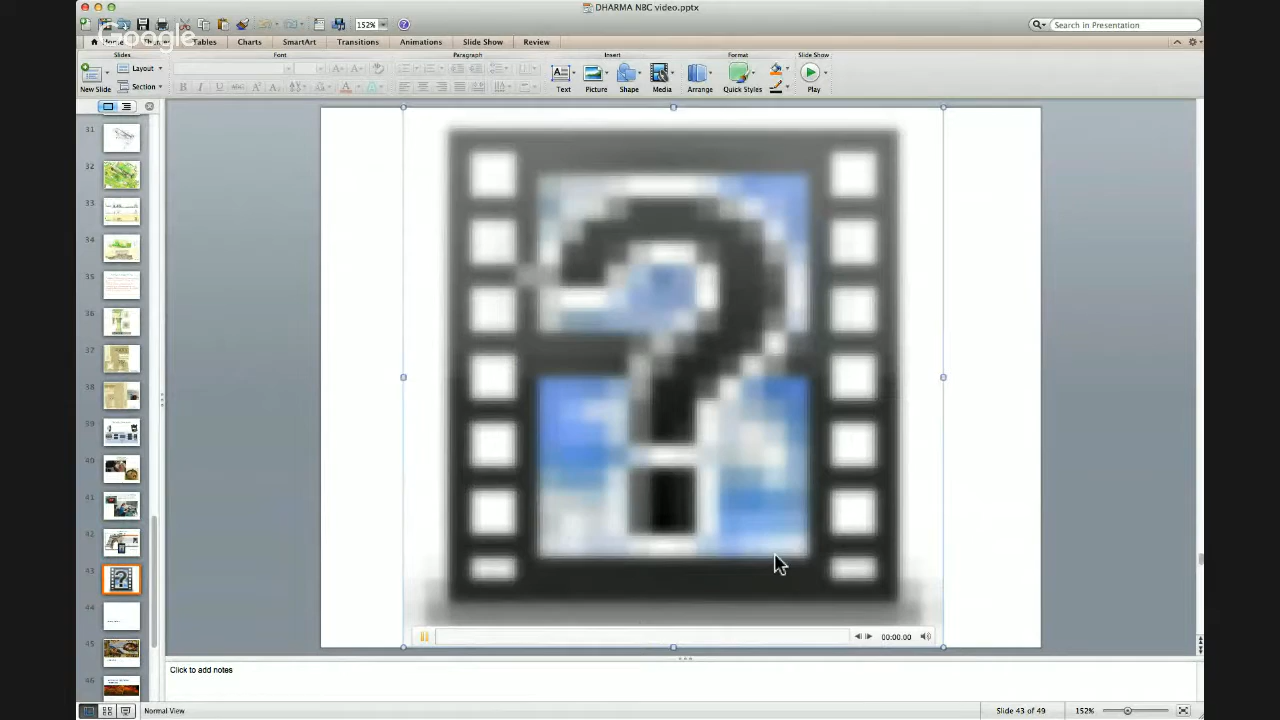 DHARMA NBC video.pptx
152%
Search in Presentation
Google
Home
Tables
Charts
SmartArt
Transitions
Animations
Slide Show
Review
Slides
Font
Paragraph
Insert
Format
Slide Show
New Slide
Layout
Section
B I U ABC
Text
Picture
Shape
Media
Arrange
Quick Styles
Play
31
32
33
34
35
36
37
38
39
40
41
42
43
44
45
46
?
00:00.00
Click to add notes
Normal View
Slide 43 of 49
152%